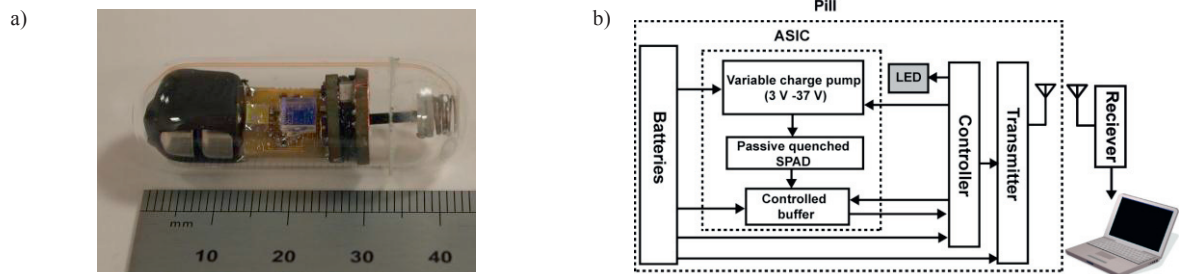 a)
mm
10 20 30 40
b)
Pill
ASIC
Batteries
Variable charge pump
(3 V -37 V)
Passive quenched
SPAD
Controlled
buffer
LED
Controller
Transmitter
Reciever